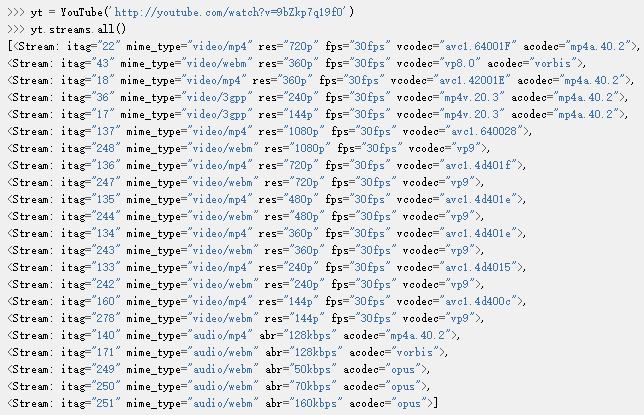 >>> yt = YouTube('http://youtube.com/watch?v=9bZkp7q19f0')
>>> yt.streams.all()
[<Stream: itag="22" mime_type="video/mp4" res="720p" fps="30fps" vcodec="avc1.64001F" acodec="mp4a.40.2">,
<Stream: itag="43" mime_type="video/webm" res="360p" fps="30fps" vcodec="vp8.0" acodec="vorbis">,
<Stream: itag="18" mime_type="video/mp4" res="360p" fps="30fps" vcodec="avc1.42001E" acodec="mp4a.40.2">,
<Stream: itag="36" mime_type="video/3gpp" res="240p" fps="30fps" vcodec="mp4v.20.3" acodec="mp4a.40.2">,
<Stream: itag="17" mime_type="video/3gpp" res="144p" fps="30fps" vcodec="mp4v.20.3" acodec="mp4a.40.2">,
<Stream: itag="137" mime_type="video/mp4" res="1080p" fps="30fps" vcodec="avc1.640028">,
<Stream: itag="248" mime_type="video/webm" res="1080p" fps="30fps" vcodec="vp9">,
<Stream: itag="136" mime_type="video/mp4" res="720p" fps="30fps" vcodec="avc1.4d401f">,
<Stream: itag="247" mime_type="video/webm" res="720p" fps="30fps" vcodec="vp9">,
<Stream: itag="135" mime_type="video/mp4" res="480p" fps="30fps" vcodec="avc1.4d401e">,
<Stream: itag="244" mime_type="video/webm" res="480p" fps="30fps" vcodec="vp9">,
<Stream: itag="134" mime_type="video/mp4" res="360p" fps="30fps" vcodec="avc1.4d401e">,
<Stream: itag="243" mime_type="video/webm" res="360p" fps="30fps" vcodec="vp9">,
<Stream: itag="133" mime_type="video/mp4" res="240p" fps="30fps" vcodec="avc1.4d4015">,
<Stream: itag="242" mime_type="video/webm" res="240p" fps="30fps" vcodec="vp9">,
<Stream: itag="160" mime_type="video/mp4" res="144p" fps="30fps" vcodec="avc1.4d400c">,
<Stream: itag="278" mime_type="video/webm" res="144p" fps="30fps" vcodec="vp9">,
<Stream: itag="140" mime_type="audio/mp4" abr="128kbps" acodec="mp4a.40.2">,
<Stream: itag="171" mime_type="audio/webm" abr="128kbps" acodec="vorbis">,
<Stream: itag="249" mime_type="audio/webm" abr="50kbps" acodec="opus">,
<Stream: itag="250" mime_type="audio/webm" abr="70kbps" acodec="opus">,
<Stream: itag="251" mime_type="audio/webm" abr="160kbps" acodec="opus">]